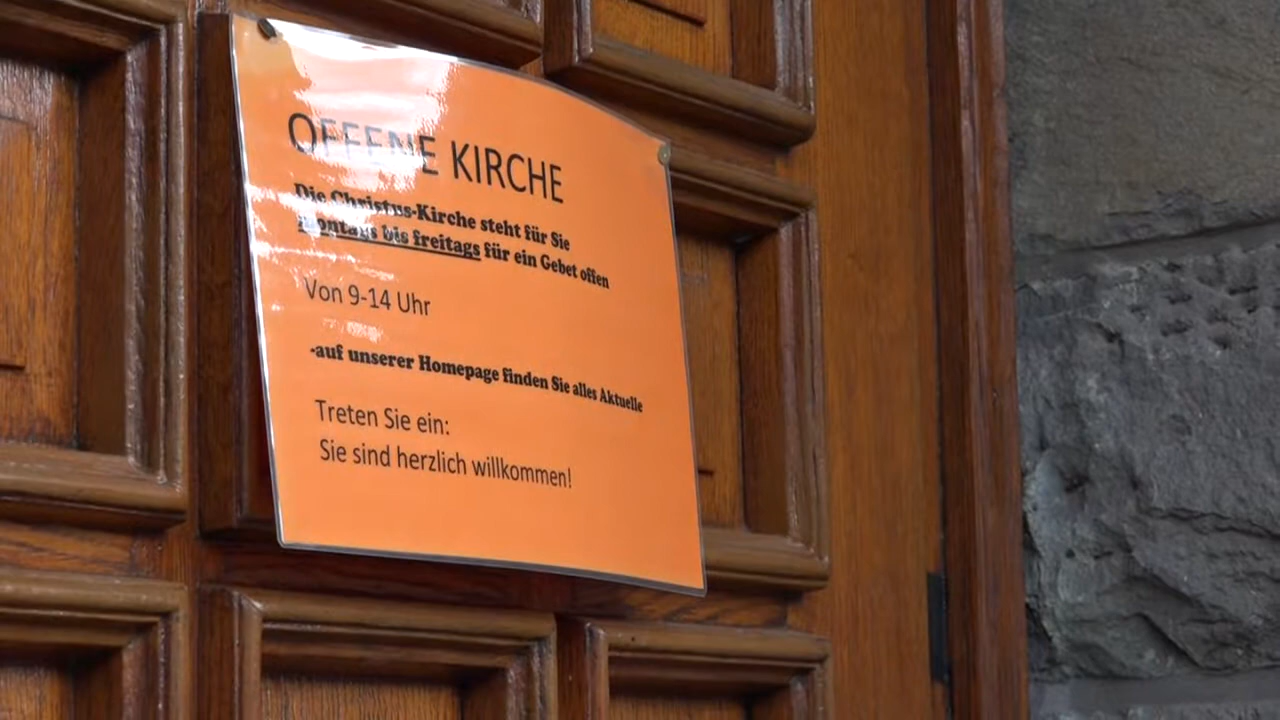 OFFENE KIRCHE
Die Christus-Kirche steht für Sie
montags bis freitags für ein Gebet offen
Von 9-14 Uhr
-auf unserer Homepage finden Sie alles Aktuelle
Treten Sie ein:
Sie sind herzlich willkommen!